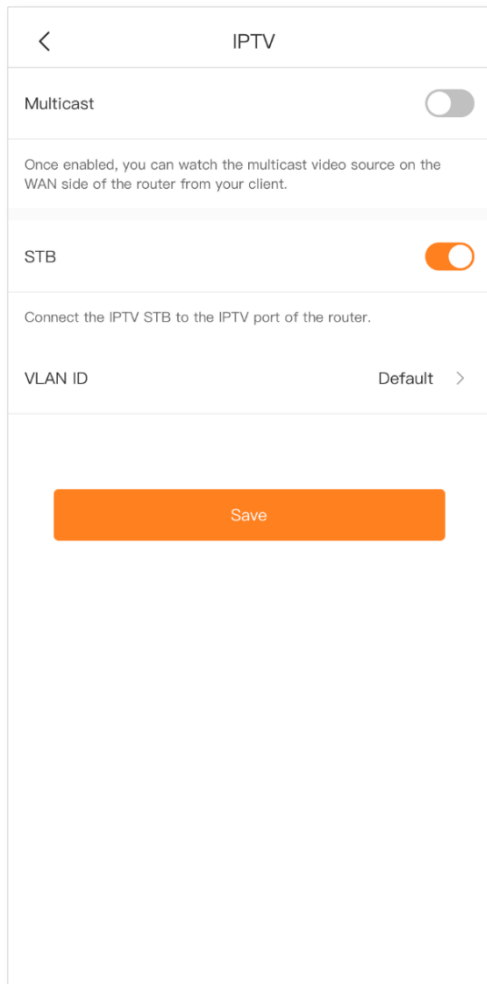 IPTV
Multicast
Once enabled, you can watch the multicast video source on the
WAN side of the router from your client.
STB
Connect the IPTV STB to the IPTV port of the router.
VLAN ID Default
Save